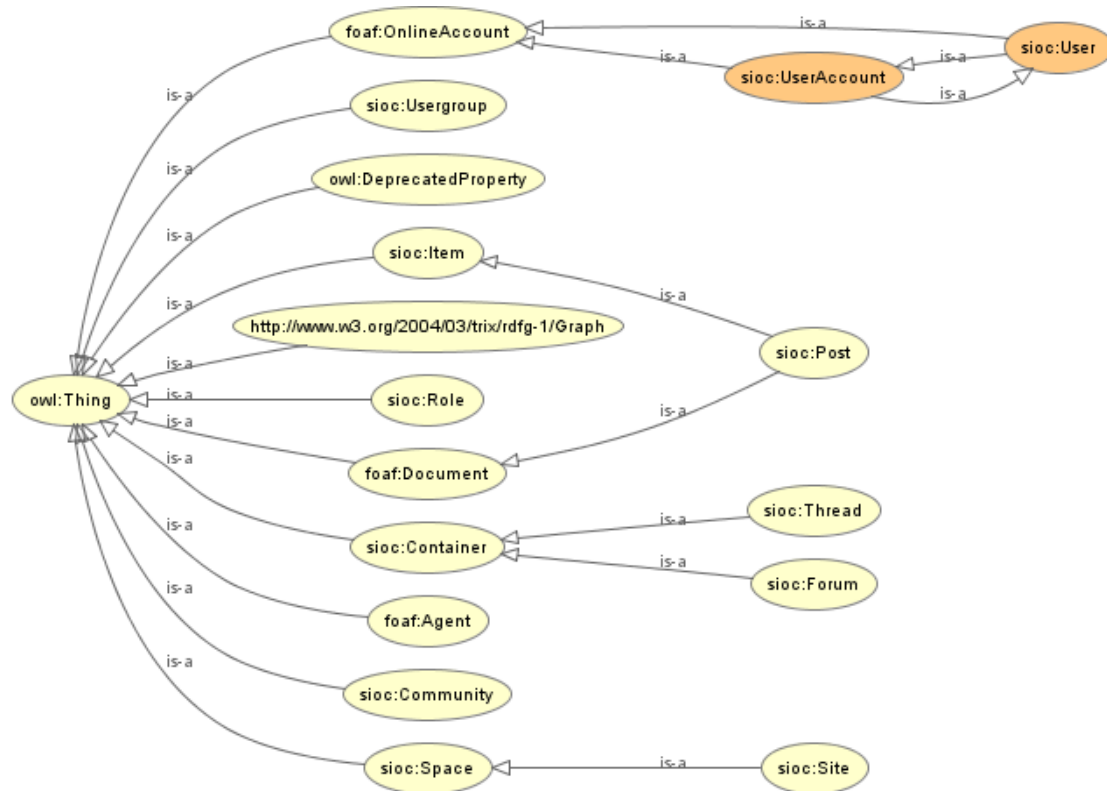 foaf:OnlineAccount
is-a
sioc:User
is-a
sioc:UserAccount
is-a
is-a
is-a
sioc:Usergroup
is-a
owl:DeprecatedProperty
is-a
sioc:Item
is-a
is-a
http://www.w3.org/2004/03/trix/rdfg-1/Graph
sioc:Post
is-a
owl:Thing
is-a
sioc:Role
is-a
is-a
foaf:Document
is-a
sioc:Thread
is-a
sioc:Container
is-a
sioc:Forum
is-a
foaf:Agent
is-a
sioc:Community
is-a
sioc:Space
is-a
sioc:Site